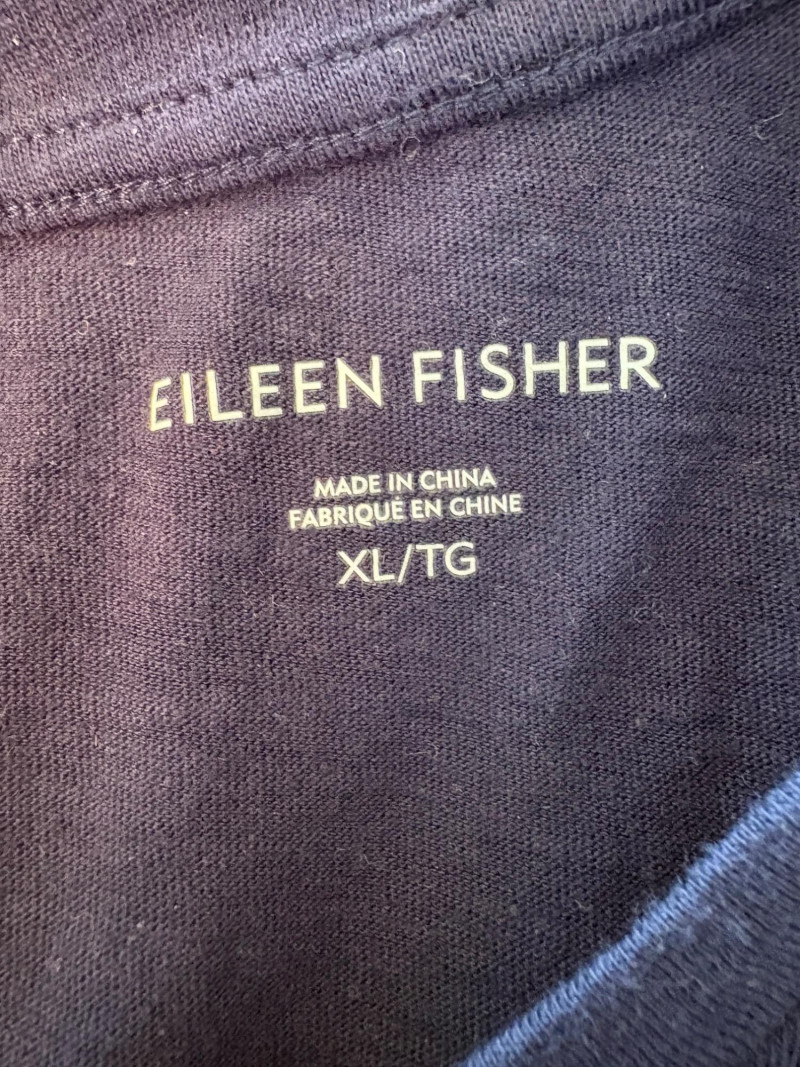 EILEEN FISHER
MADE IN CHINA
FABRIQUÉ EN CHINE
XL/TG